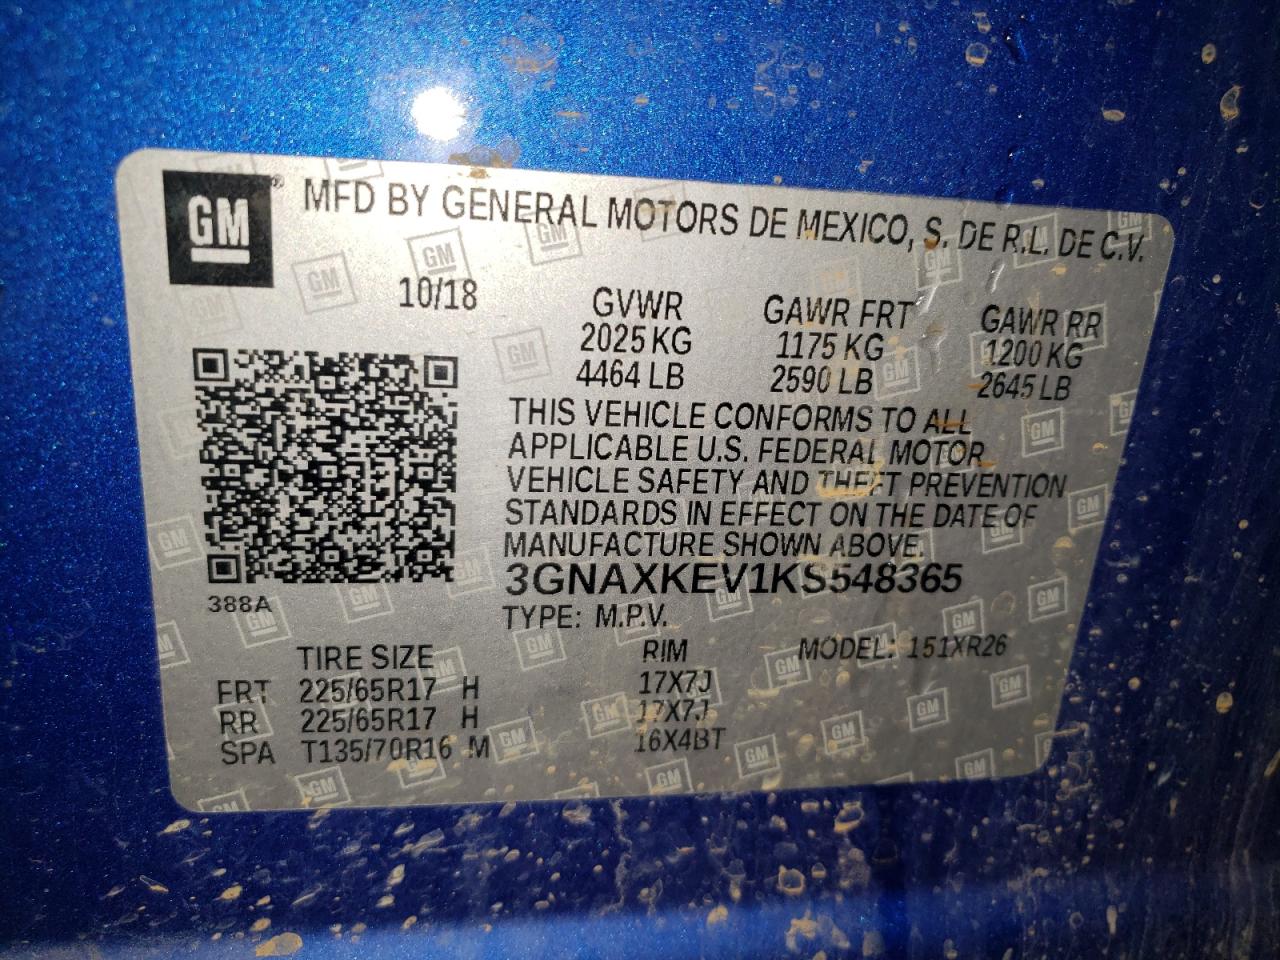 GM ® MFD BY GENERAL MOTORS DE MEXICO, S. DE R.L. DE C.V.
10/18
GVWR GAWR FRT GAWR RR
2025 KG 1175 KG 1200 KG
4464 LB 2590 LB 2645 LB
THIS VEHICLE CONFORMS TO ALL
APPLICABLE U.S. FEDERAL MOTOR
VEHICLE SAFETY AND THEFT PREVENTION
STANDARDS IN EFFECT ON THE DATE OF
MANUFACTURE SHOWN ABOVE.
3GNAXKEV1KS548365
388A
TYPE: M.P.V.
TIRE SIZE RIM MODEL: 151XR26
FRT 225/65R17 H 17X7J
RR 225/65R17 H 17X7J
SPA T135/70R16 M 16X4BT